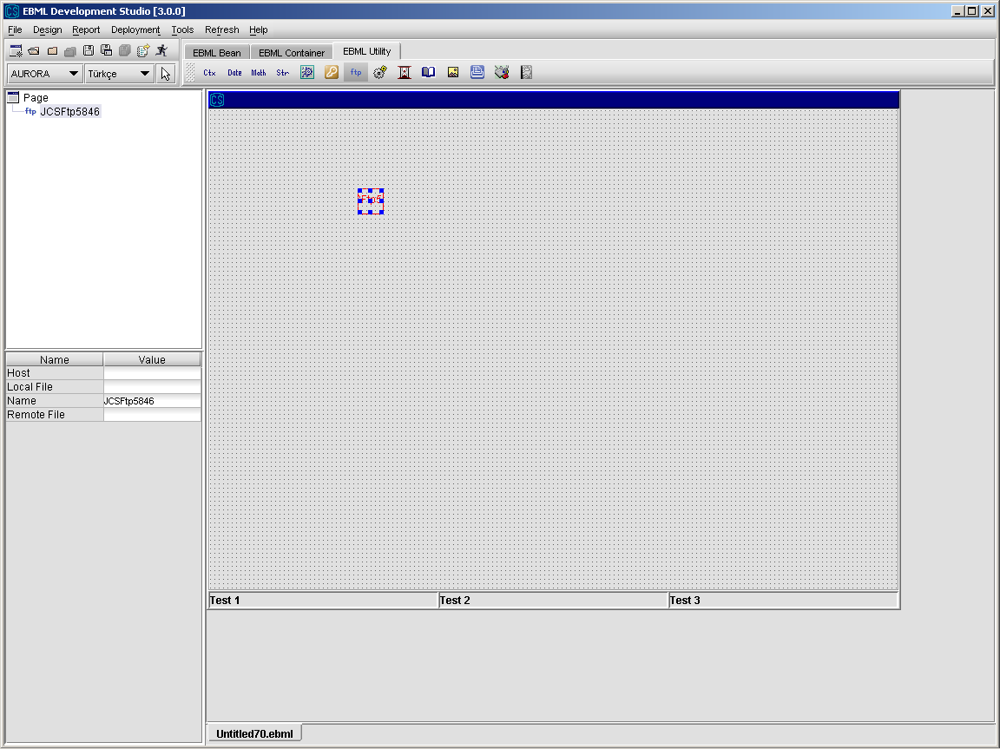 CS EBML Development Studio [3.0.0]
File Design Report Deployment Tools Refresh Help
EBML Bean EBML Container EBML Utility
AURORA Türkçe
Ctx Date Math Str ftp
Page
ftp JCSFtp5846
CS
Name Value
Host
Local File
Name JCSFtp5846
Remote File
Test 1 Test 2 Test 3
Untitled70.ebml